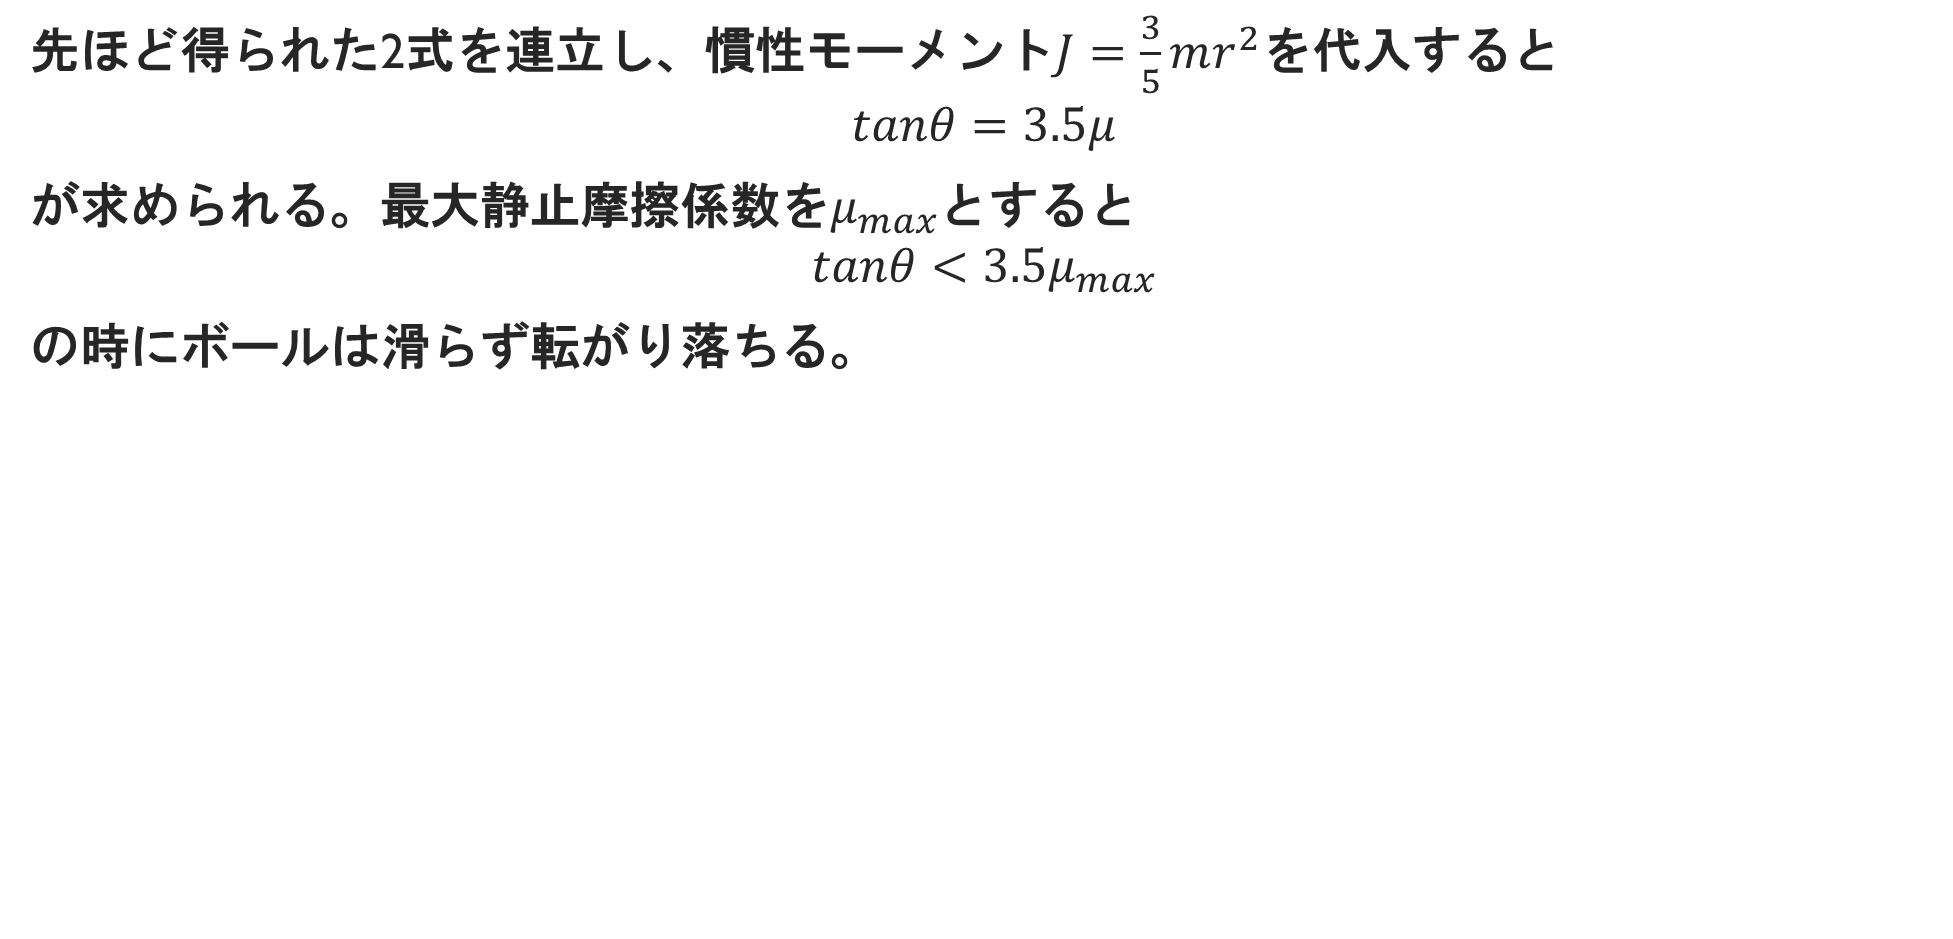 先ほど得られた2式を連立し、慣性モーメントJ = 3/5 mr²を代入すると
tanθ = 3.5μ
が求められる。最大静止摩擦係数をμ_maxとすると
tanθ < 3.5μ_max
の時にボールは滑らず転がり落ちる。